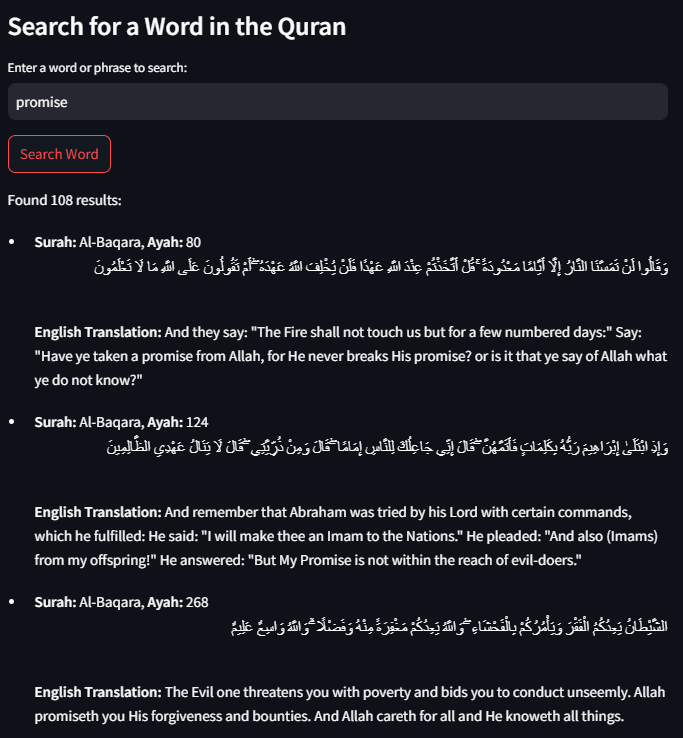 Search for a Word in the Quran
Enter a word or phrase to search:
promise
Search Word
Found 108 results:
Surah: Al-Baqara, Ayah: 80
وَقَالُوا لَنْ تَمَسَّنَا النَّارُ إِلَّا أَيَّامًا مَعْدُودَةً ۚ قُلْ أَتَّخَذْتُمْ عِنْدَ اللَّهِ عَهْدًا فَلَنْ يُخْلِفَ اللَّهُ عَهْدَهُ ۖ أَمْ تَقُولُونَ عَلَى اللَّهِ مَا لَا تَعْلَمُونَ
English Translation: And they say: "The Fire shall not touch us but for a few numbered days:" Say:
"Have ye taken a promise from Allah, for He never breaks His promise? or is it that ye say of Allah what
ye do not know?"
Surah: Al-Baqara, Ayah: 124
وَإِذِ ابْتَلَىٰ إِبْرَاهِيمَ رَبُّهُ بِكَلِمَاتٍ فَأَتَمَّهُنَّ ۖ قَالَ إِنِّي جَاعِلُكَ لِلنَّاسِ إِمَامًا ۖ قَالَ وَمِنْ ذُرِّيَّتِي ۖ قَالَ لَا يَنَالُ عَهْدِي الظَّالِمِينَ
English Translation: And remember that Abraham was tried by his Lord with certain commands,
which he fulfilled: He said: "I will make thee an Imam to the Nations." He pleaded: "And also (Imams)
from my offspring!" He answered: "But My Promise is not within the reach of evil-doers."
Surah: Al-Baqara, Ayah: 268
الشَّيْطَانُ يَعِدُكُمُ الْفَقْرَ وَيَأْمُرُكُمْ بِالْفَحْشَاءِ ۖ وَاللَّهُ يَعِدُكُمْ مَغْفِرَةً مِنْهُ وَفَضْلًا ۗ وَاللَّهُ وَاسِعٌ عَلِيمٌ
English Translation: The Evil one threatens you with poverty and bids you to conduct unseemly. Allah
promiseth you His forgiveness and bounties. And Allah careth for all and He knoweth all things.